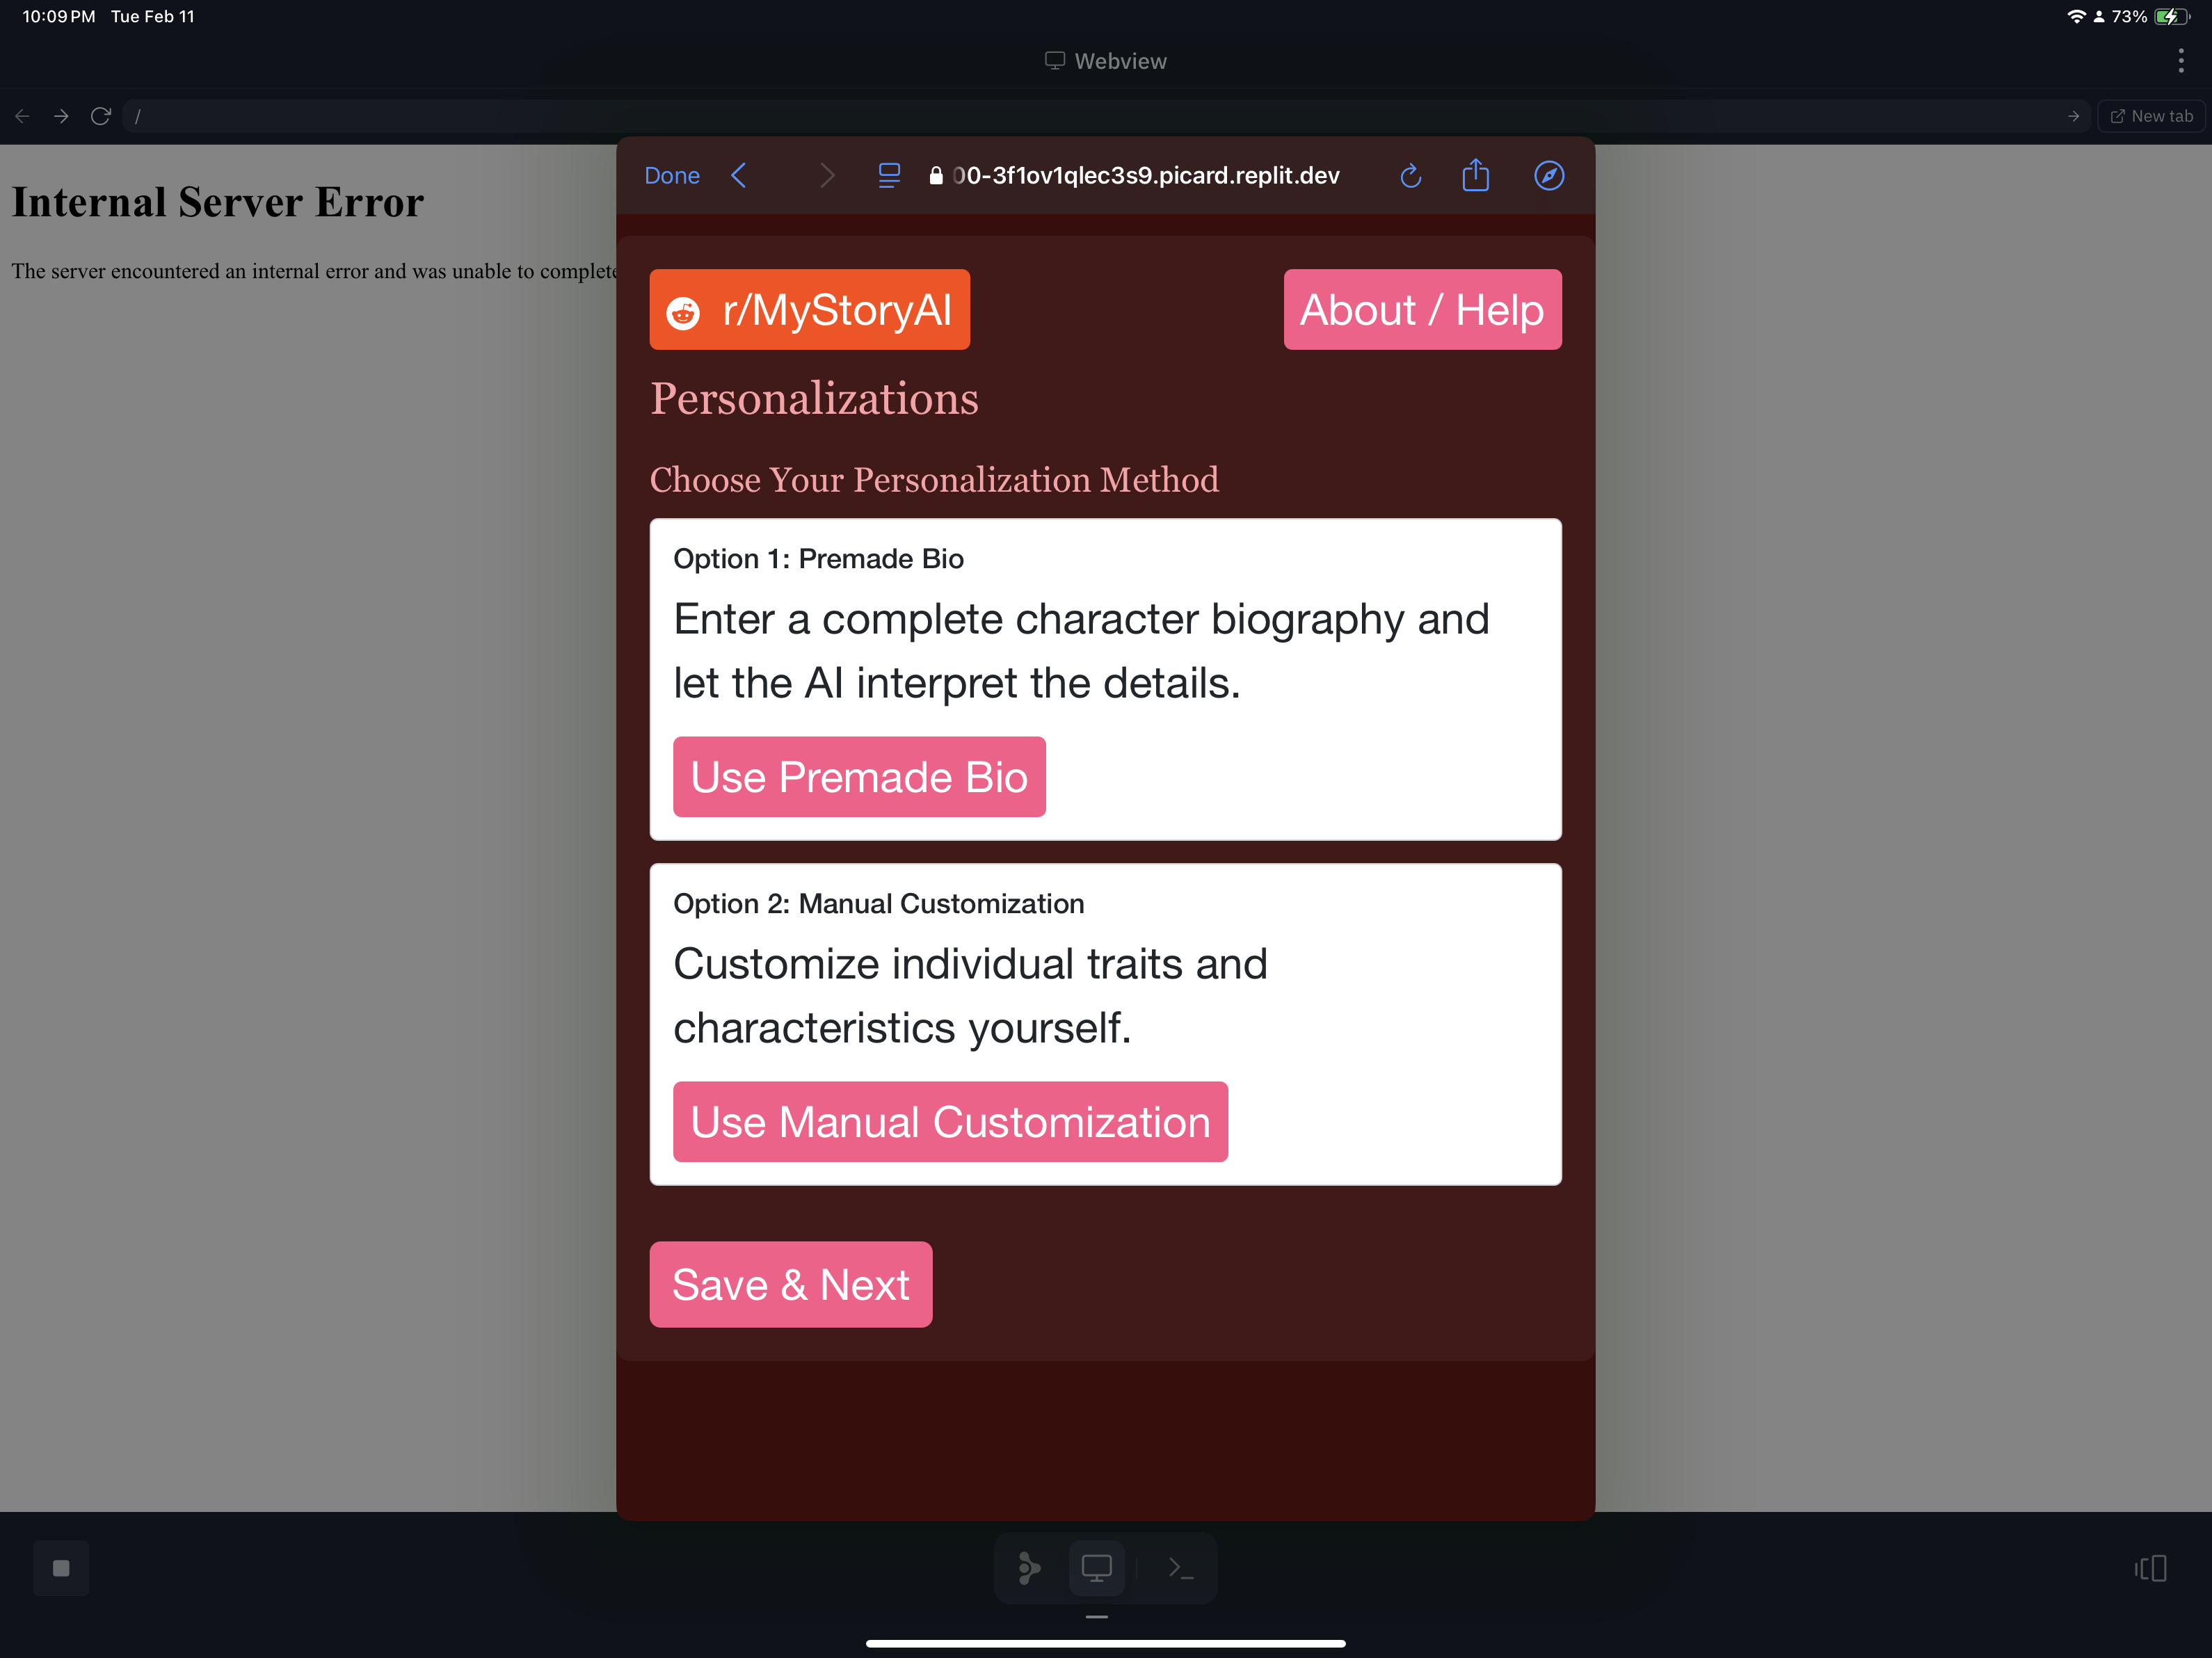 10:09 PM Tue Feb 11
73%
Webview
/
New tab
Internal Server Error
The server encountered an internal error and was unable to complete
Done
00-3f1ov1qlec3s9.picard.replit.dev
r/MyStoryAI
About / Help
Personalizations
Choose Your Personalization Method
Option 1: Premade Bio
Enter a complete character biography and
let the AI interpret the details.
Use Premade Bio
Option 2: Manual Customization
Customize individual traits and
characteristics yourself.
Use Manual Customization
Save & Next